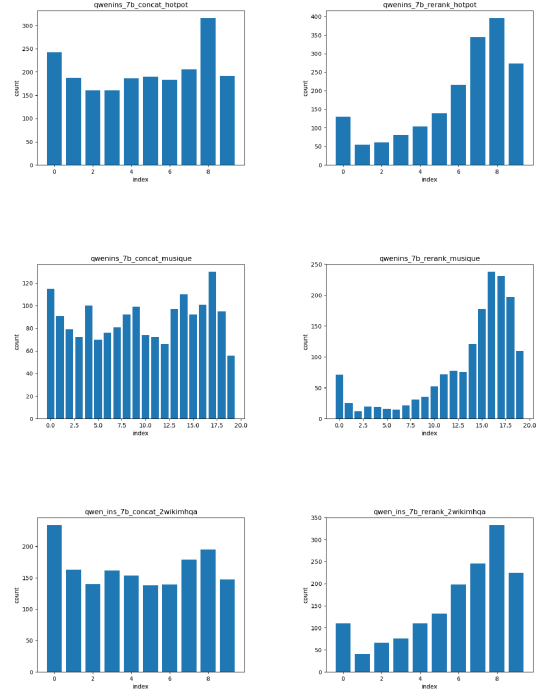 qwenins_7b_concat_hotpot
count
300
250
200
150
100
50
0
0 2 4 6 8
index
qwenins_7b_rerank_hotpot
count
400
350
300
250
200
150
100
50
0
0 2 4 6 8
index
qwenins_7b_concat_musique
count
120
100
80
60
40
20
0
0.0 2.5 5.0 7.5 10.0 12.5 15.0 17.5 20.0
index
qwenins_7b_rerank_musique
count
250
200
150
100
50
0
0.0 2.5 5.0 7.5 10.0 12.5 15.0 17.5 20.0
index
qwen_ins_7b_concat_2wikimhqa
count
200
150
100
50
0
0 2 4 6 8
index
qwen_ins_7b_rerank_2wikimhqa
count
350
300
250
200
150
100
50
0
0 2 4 6 8
index